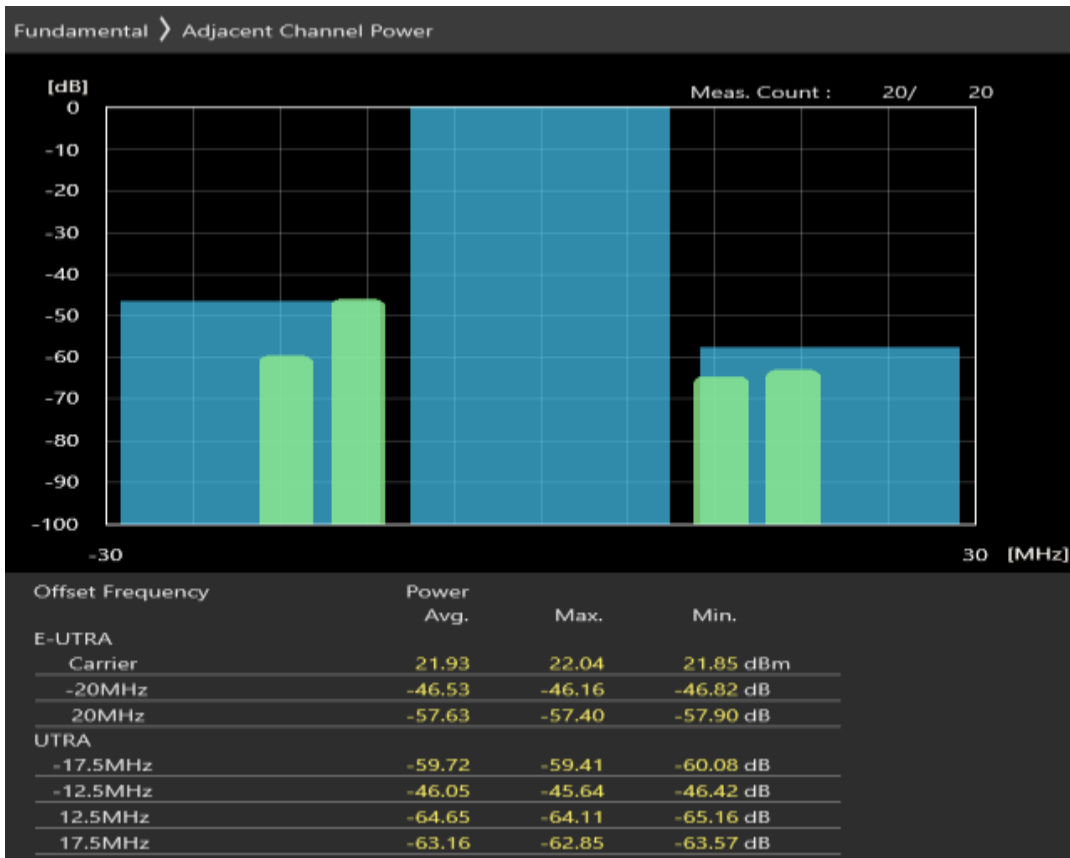 Fundamental 》 Adjacent Channel Power
[dB]
Meas. Count : 20/ 20
0
-10
-20
-30
-40
-50
-60
-70
-80
-90
-100
-30 30 [MHz]
Offset Frequency Power
Avg. Max. Min.
E-UTRA
Carrier 21.93 22.04 21.85 dBm
-20MHz -46.53 -46.16 -46.82 dB
20MHz -57.63 -57.40 -57.90 dB
UTRA
-17.5MHz -59.72 -59.41 -60.08 dB
-12.5MHz -46.05 -45.64 -46.42 dB
12.5MHz -64.65 -64.11 -65.16 dB
17.5MHz -63.16 -62.85 -63.57 dB